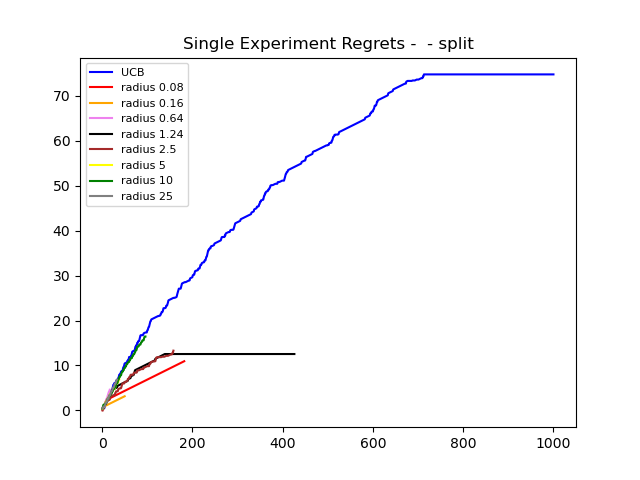 Single Experiment Regrets -  - split
UCB
radius 0.08
radius 0.16
radius 0.64
radius 1.24
radius 2.5
radius 5
radius 10
radius 25
70
60
50
40
30
20
10
0
0 200 400 600 800 1000